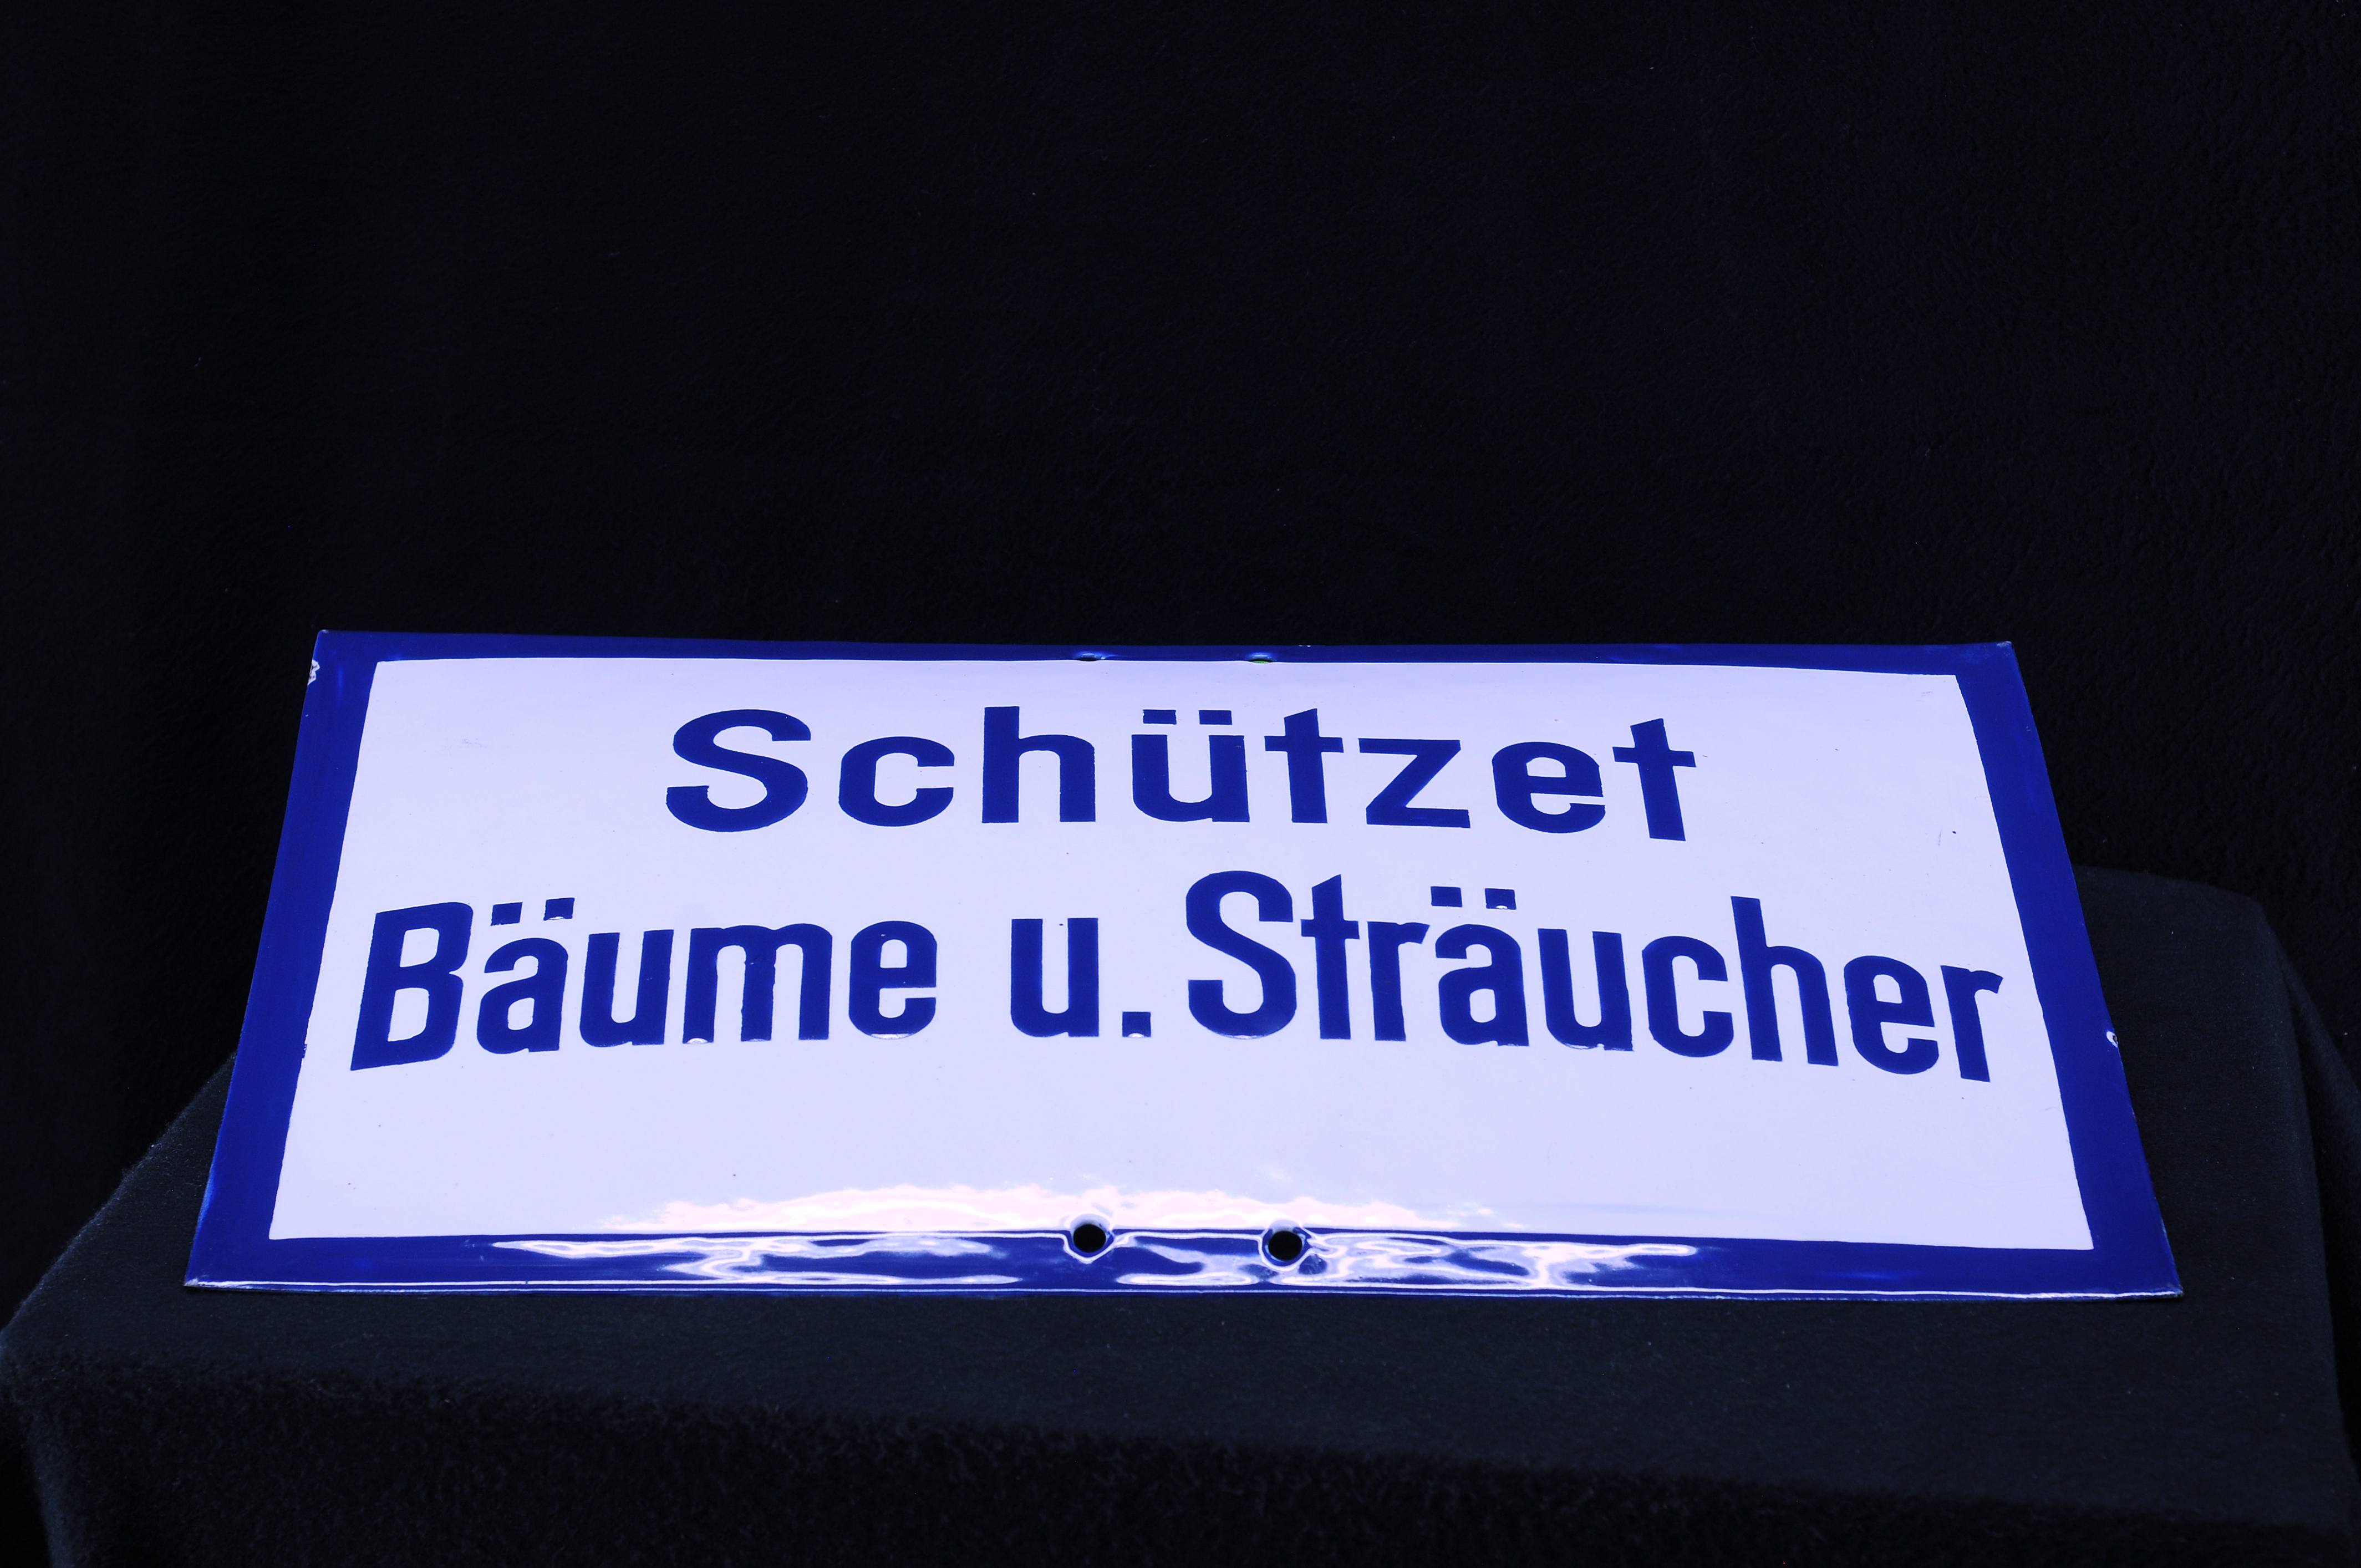 Schützet
Bäume u. Sträucher